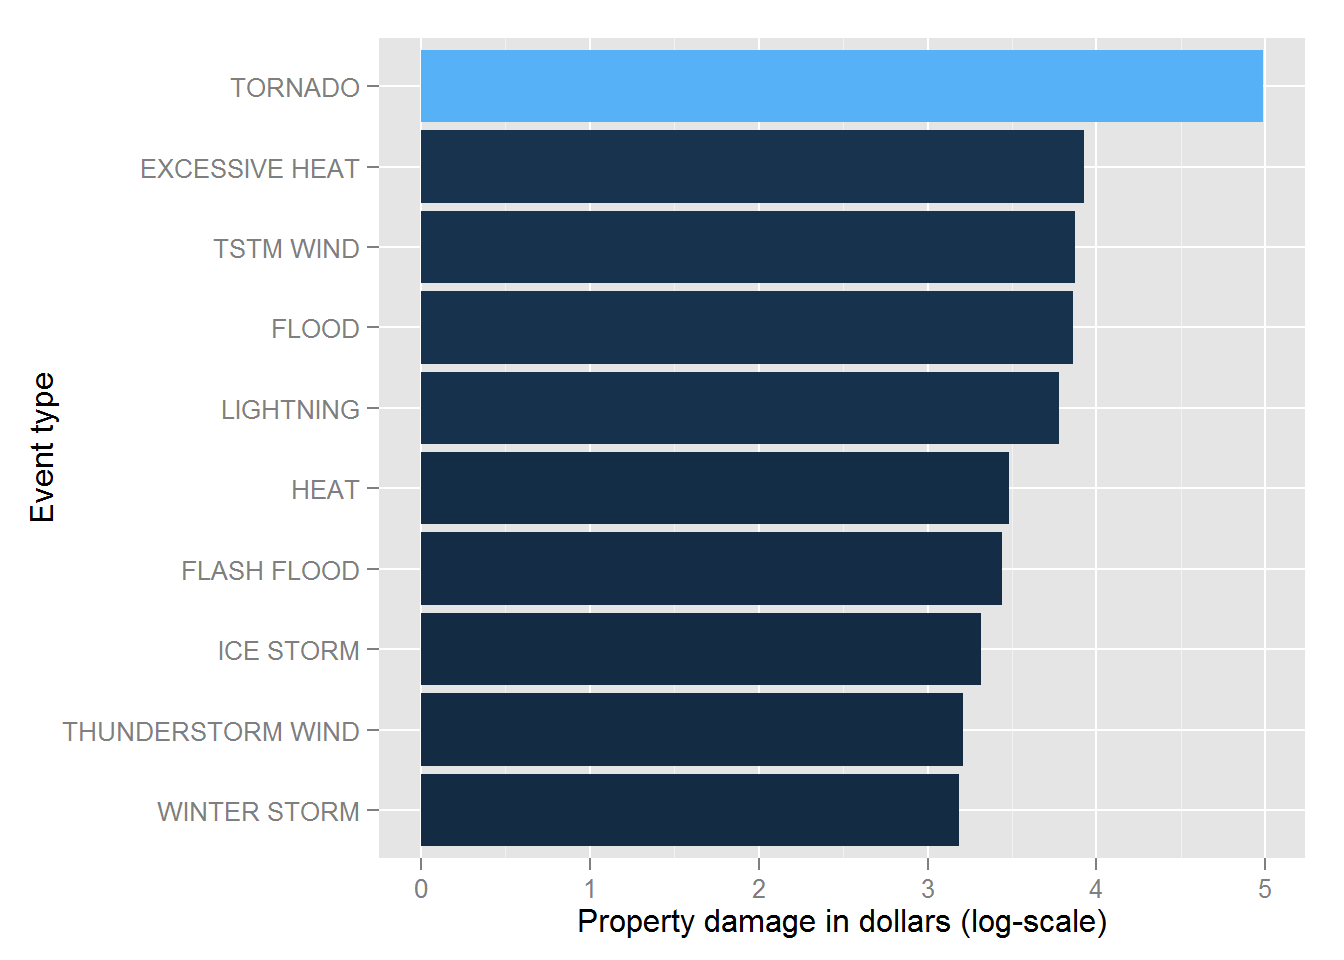 TORNADO
EXCESSIVE HEAT
TSTM WIND
FLOOD
LIGHTNING
HEAT
FLASH FLOOD
ICE STORM
THUNDERSTORM WIND
WINTER STORM
Event type
0 1 2 3 4 5
Property damage in dollars (log-scale)